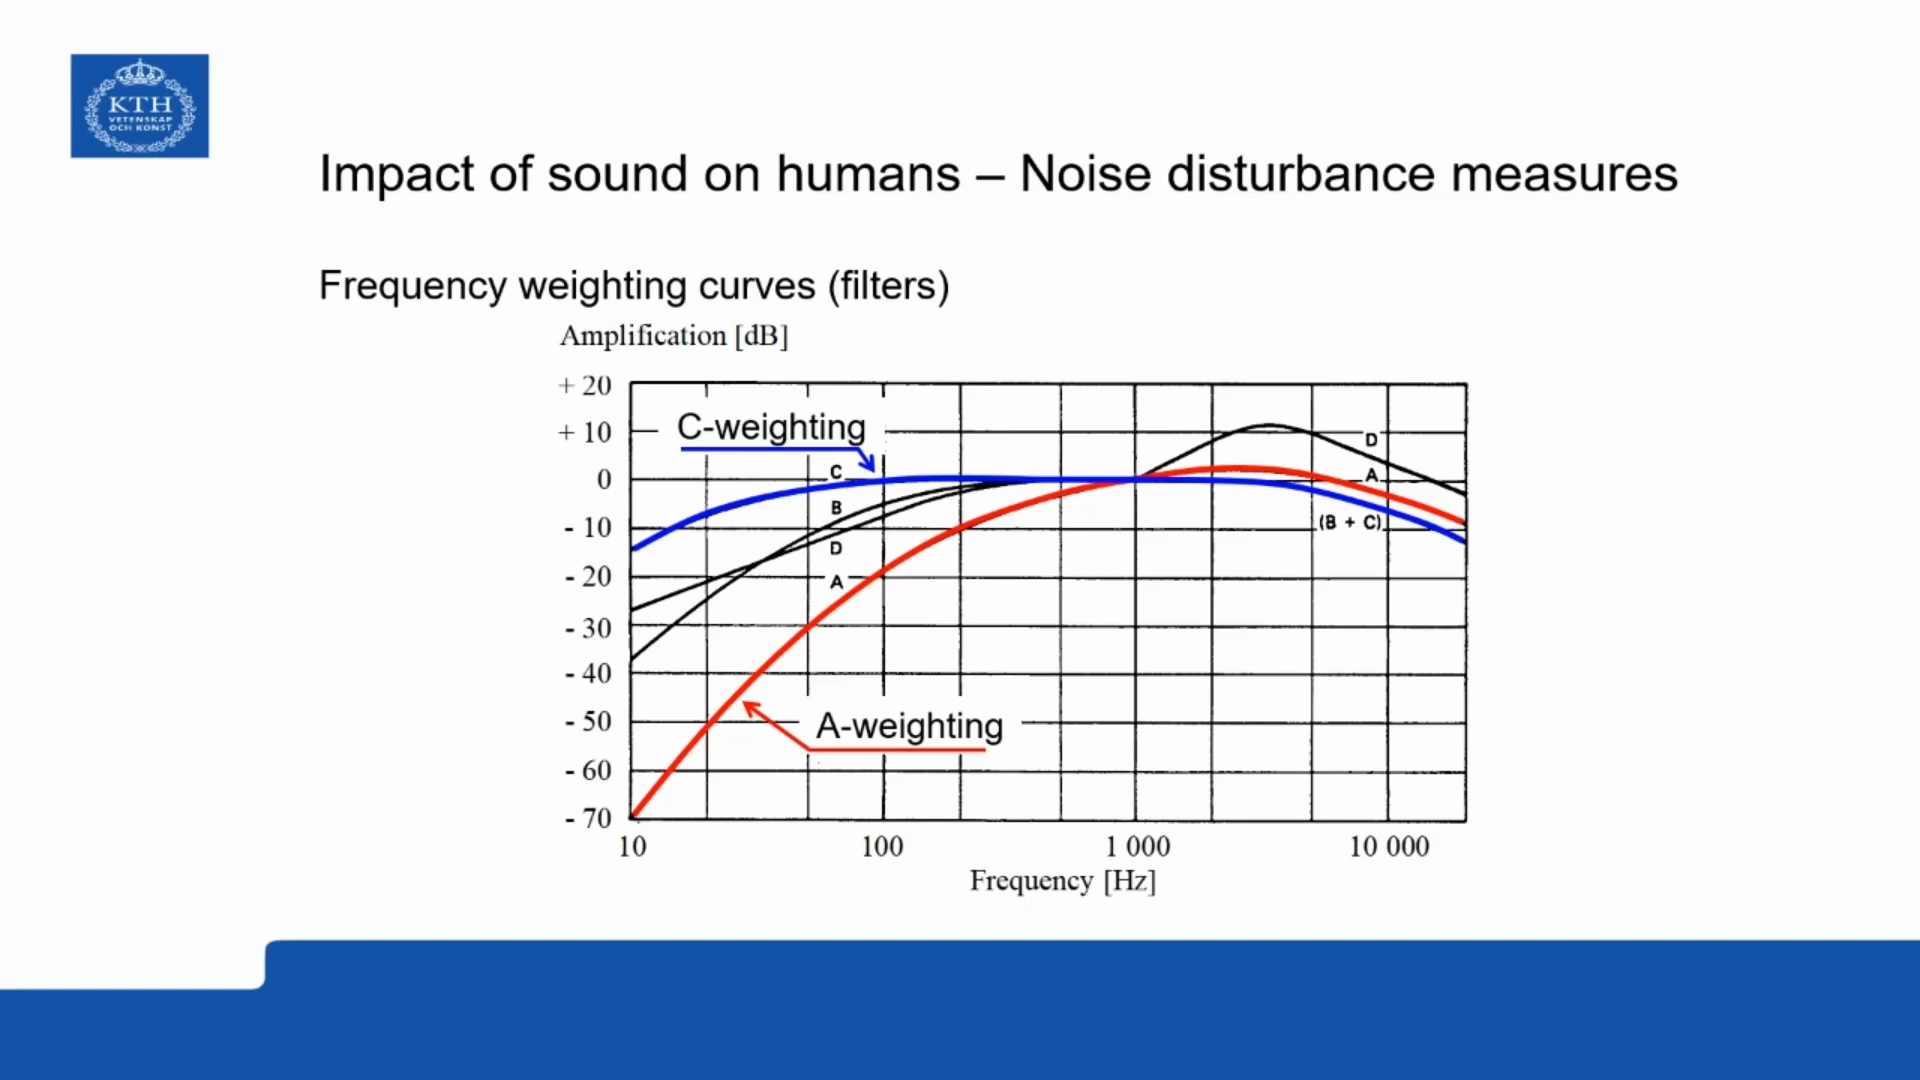 KTH
VETENSKAP
OCH KONST
Impact of sound on humans – Noise disturbance measures
Frequency weighting curves (filters)
Amplification [dB]
+ 20
+ 10
0
- 10
- 20
- 30
- 40
- 50
- 60
- 70
C-weighting
C
B
D
A
D
A
(B + C)
A-weighting
10 100 1 000 10 000
Frequency [Hz]